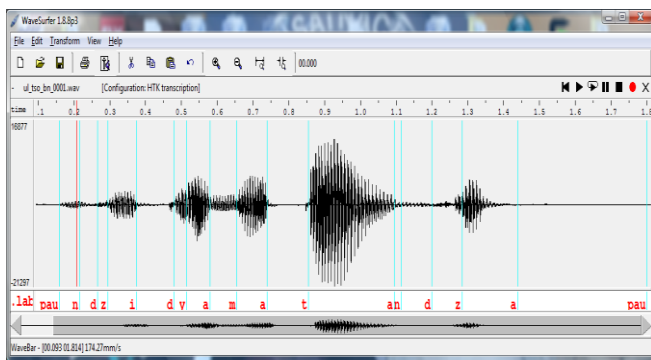 WaveSurfer 1.8.8p3
File Edit Transform View Help
00.000
- ul_tso_bn_0001.wav [Configuration: HTK transcription] X
time .1 0.2 0.3 0.4 0.5 0.6 0.7 0.8 0.9 1.0 1.1 1.2 1.3 1.4 1.5 1.6 1.7 1.8
16877
-21297
.lab pau n dz i d y a m a t an d z a pau
WaveBar - [00.093 01.814] 174.27mm/s